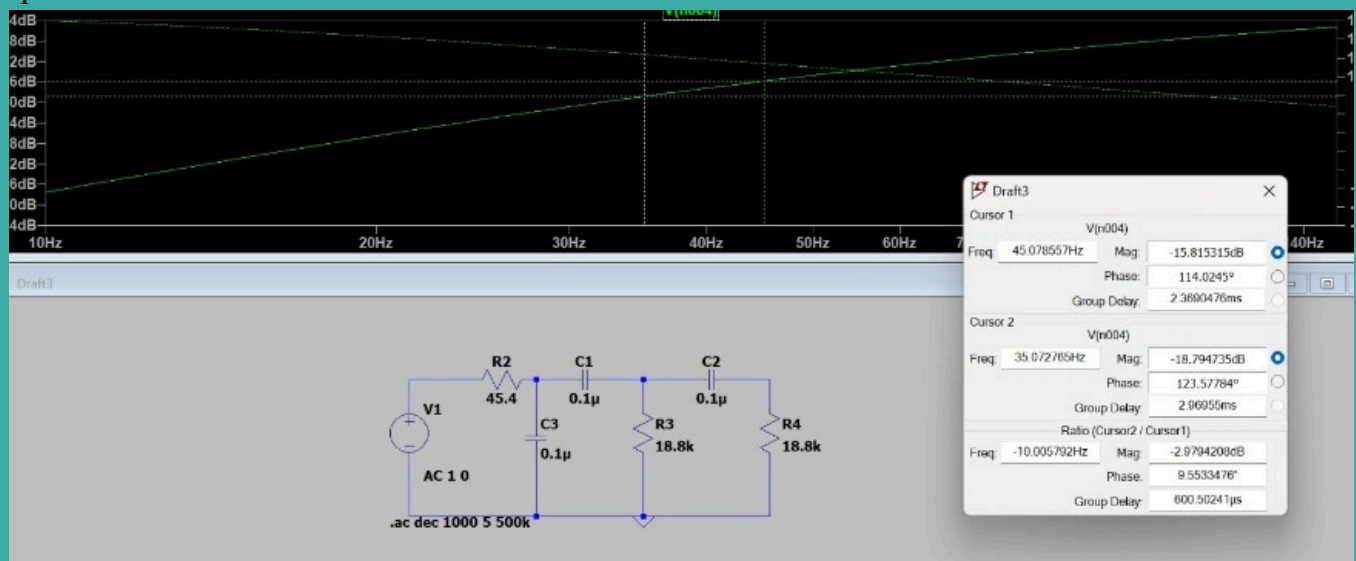 V(n004)
4dB
8dB
2dB
6dB
0dB
4dB
8dB
2dB
6dB
0dB
4dB
10Hz 20Hz 30Hz 40Hz 50Hz 60Hz 40Hz
Draft3
Draft3
Cursor 1
V(n004)
Freq: 45.078557Hz Mag: -15.815315dB
Phase: 114.0245°
Group Delay: 2.3690476ms
Cursor 2
V(n004)
Freq: 35.072765Hz Mag: -18.794735dB
Phase: 123.57784°
Group Delay: 2.96955ms
Ratio (Cursor2 / Cursor1)
Freq: -10.005792Hz Mag: -2.9794208dB
Phase: 9.5533476°
Group Delay: 600.50241µs
R2 C1 C2
45.4 0.1µ 0.1µ
V1 C3 R3 R4
0.1µ 18.8k 18.8k
AC 1 0
.ac dec 1000 5 500k